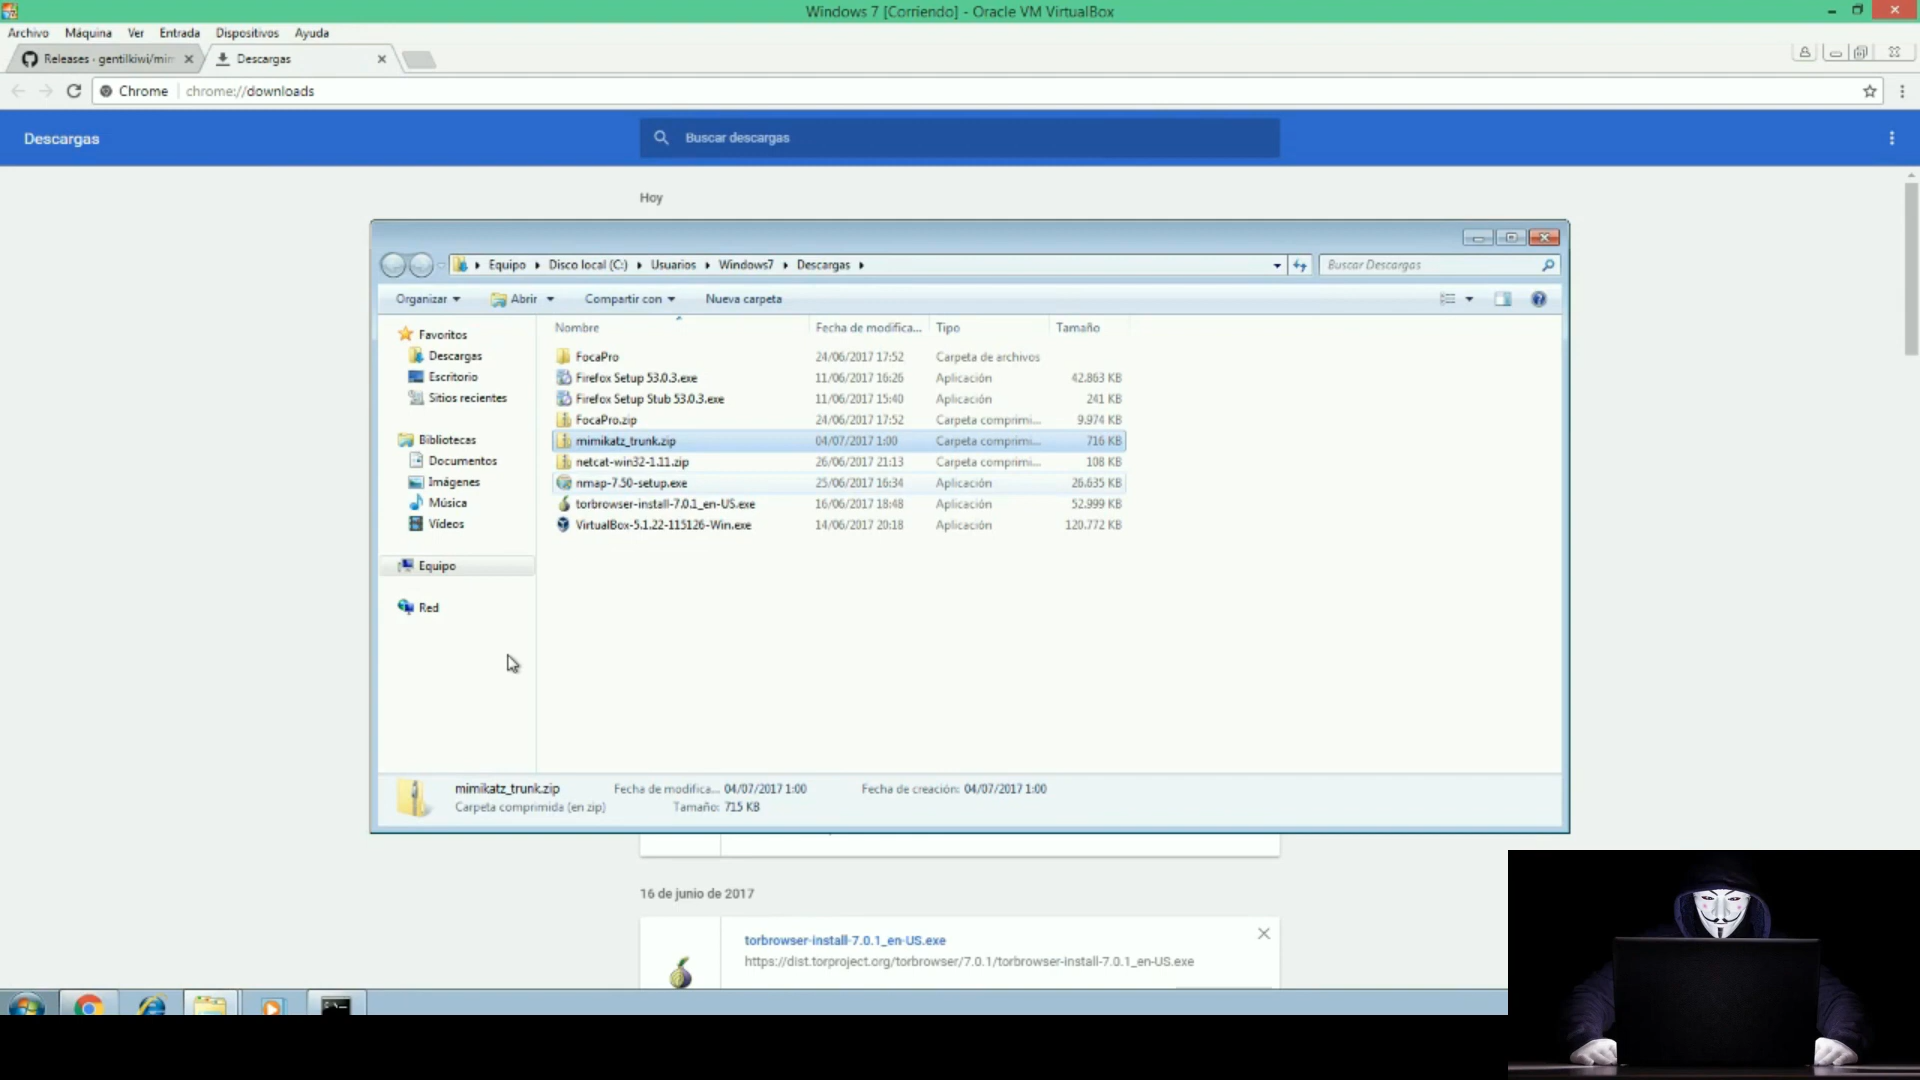 Windows 7 [Corriendo] - Oracle VM VirtualBox
Archivo Máquina Ver Entrada Dispositivos Ayuda
Releases · gentilkiwi/mim Descargas
Chrome chrome://downloads
Descargas Buscar descargas
Hoy
Equipo Disco local (C:) Usuarios Windows7 Descargas Buscar Descargas
Organizar Abrir Compartir con Nueva carpeta
Nombre Fecha de modifica... Tipo Tamaño
Favoritos
Descargas
Escritorio
Sitios recientes
Bibliotecas
Documentos
Imágenes
Música
Vídeos
Equipo
Red
FocaPro 24/06/2017 17:52 Carpeta de archivos
Firefox Setup 53.0.3.exe 11/06/2017 16:26 Aplicación 42.863 KB
Firefox Setup Stub 53.0.3.exe 11/06/2017 15:40 Aplicación 241 KB
FocaPro.zip 24/06/2017 17:52 Carpeta comprimi... 9.974 KB
mimikatz_trunk.zip 04/07/2017 1:00 Carpeta comprimi... 716 KB
netcat-win32-1.11.zip 26/06/2017 21:13 Carpeta comprimi... 108 KB
nmap-7.50-setup.exe 25/06/2017 16:34 Aplicación 26.635 KB
torbrowser-install-7.0.1_en-US.exe 16/06/2017 18:48 Aplicación 52.999 KB
VirtualBox-5.1.22-115126-Win.exe 14/06/2017 20:18 Aplicación 120.772 KB
mimikatz_trunk.zip Fecha de modifica... 04/07/2017 1:00 Fecha de creación: 04/07/2017 1:00
Carpeta comprimida (en zip) Tamaño: 715 KB
16 de junio de 2017
torbrowser-install-7.0.1_en-US.exe
https://dist.torproject.org/torbrowser/7.0.1/torbrowser-install-7.0.1_en-US.exe